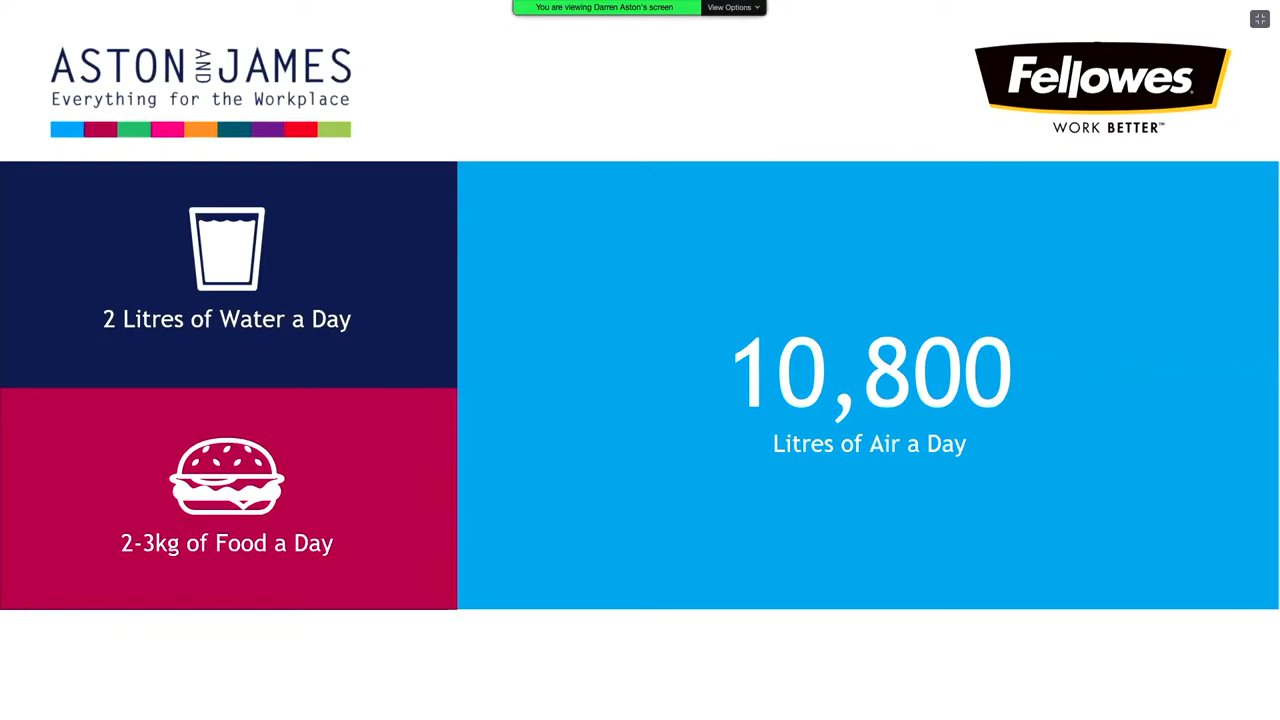 You are viewing Darren Aston's screen
View Options
ASTON AND JAMES
Everything for the Workplace
Fellowes
WORK BETTER™
2 Litres of Water a Day
10,800
Litres of Air a Day
2-3kg of Food a Day